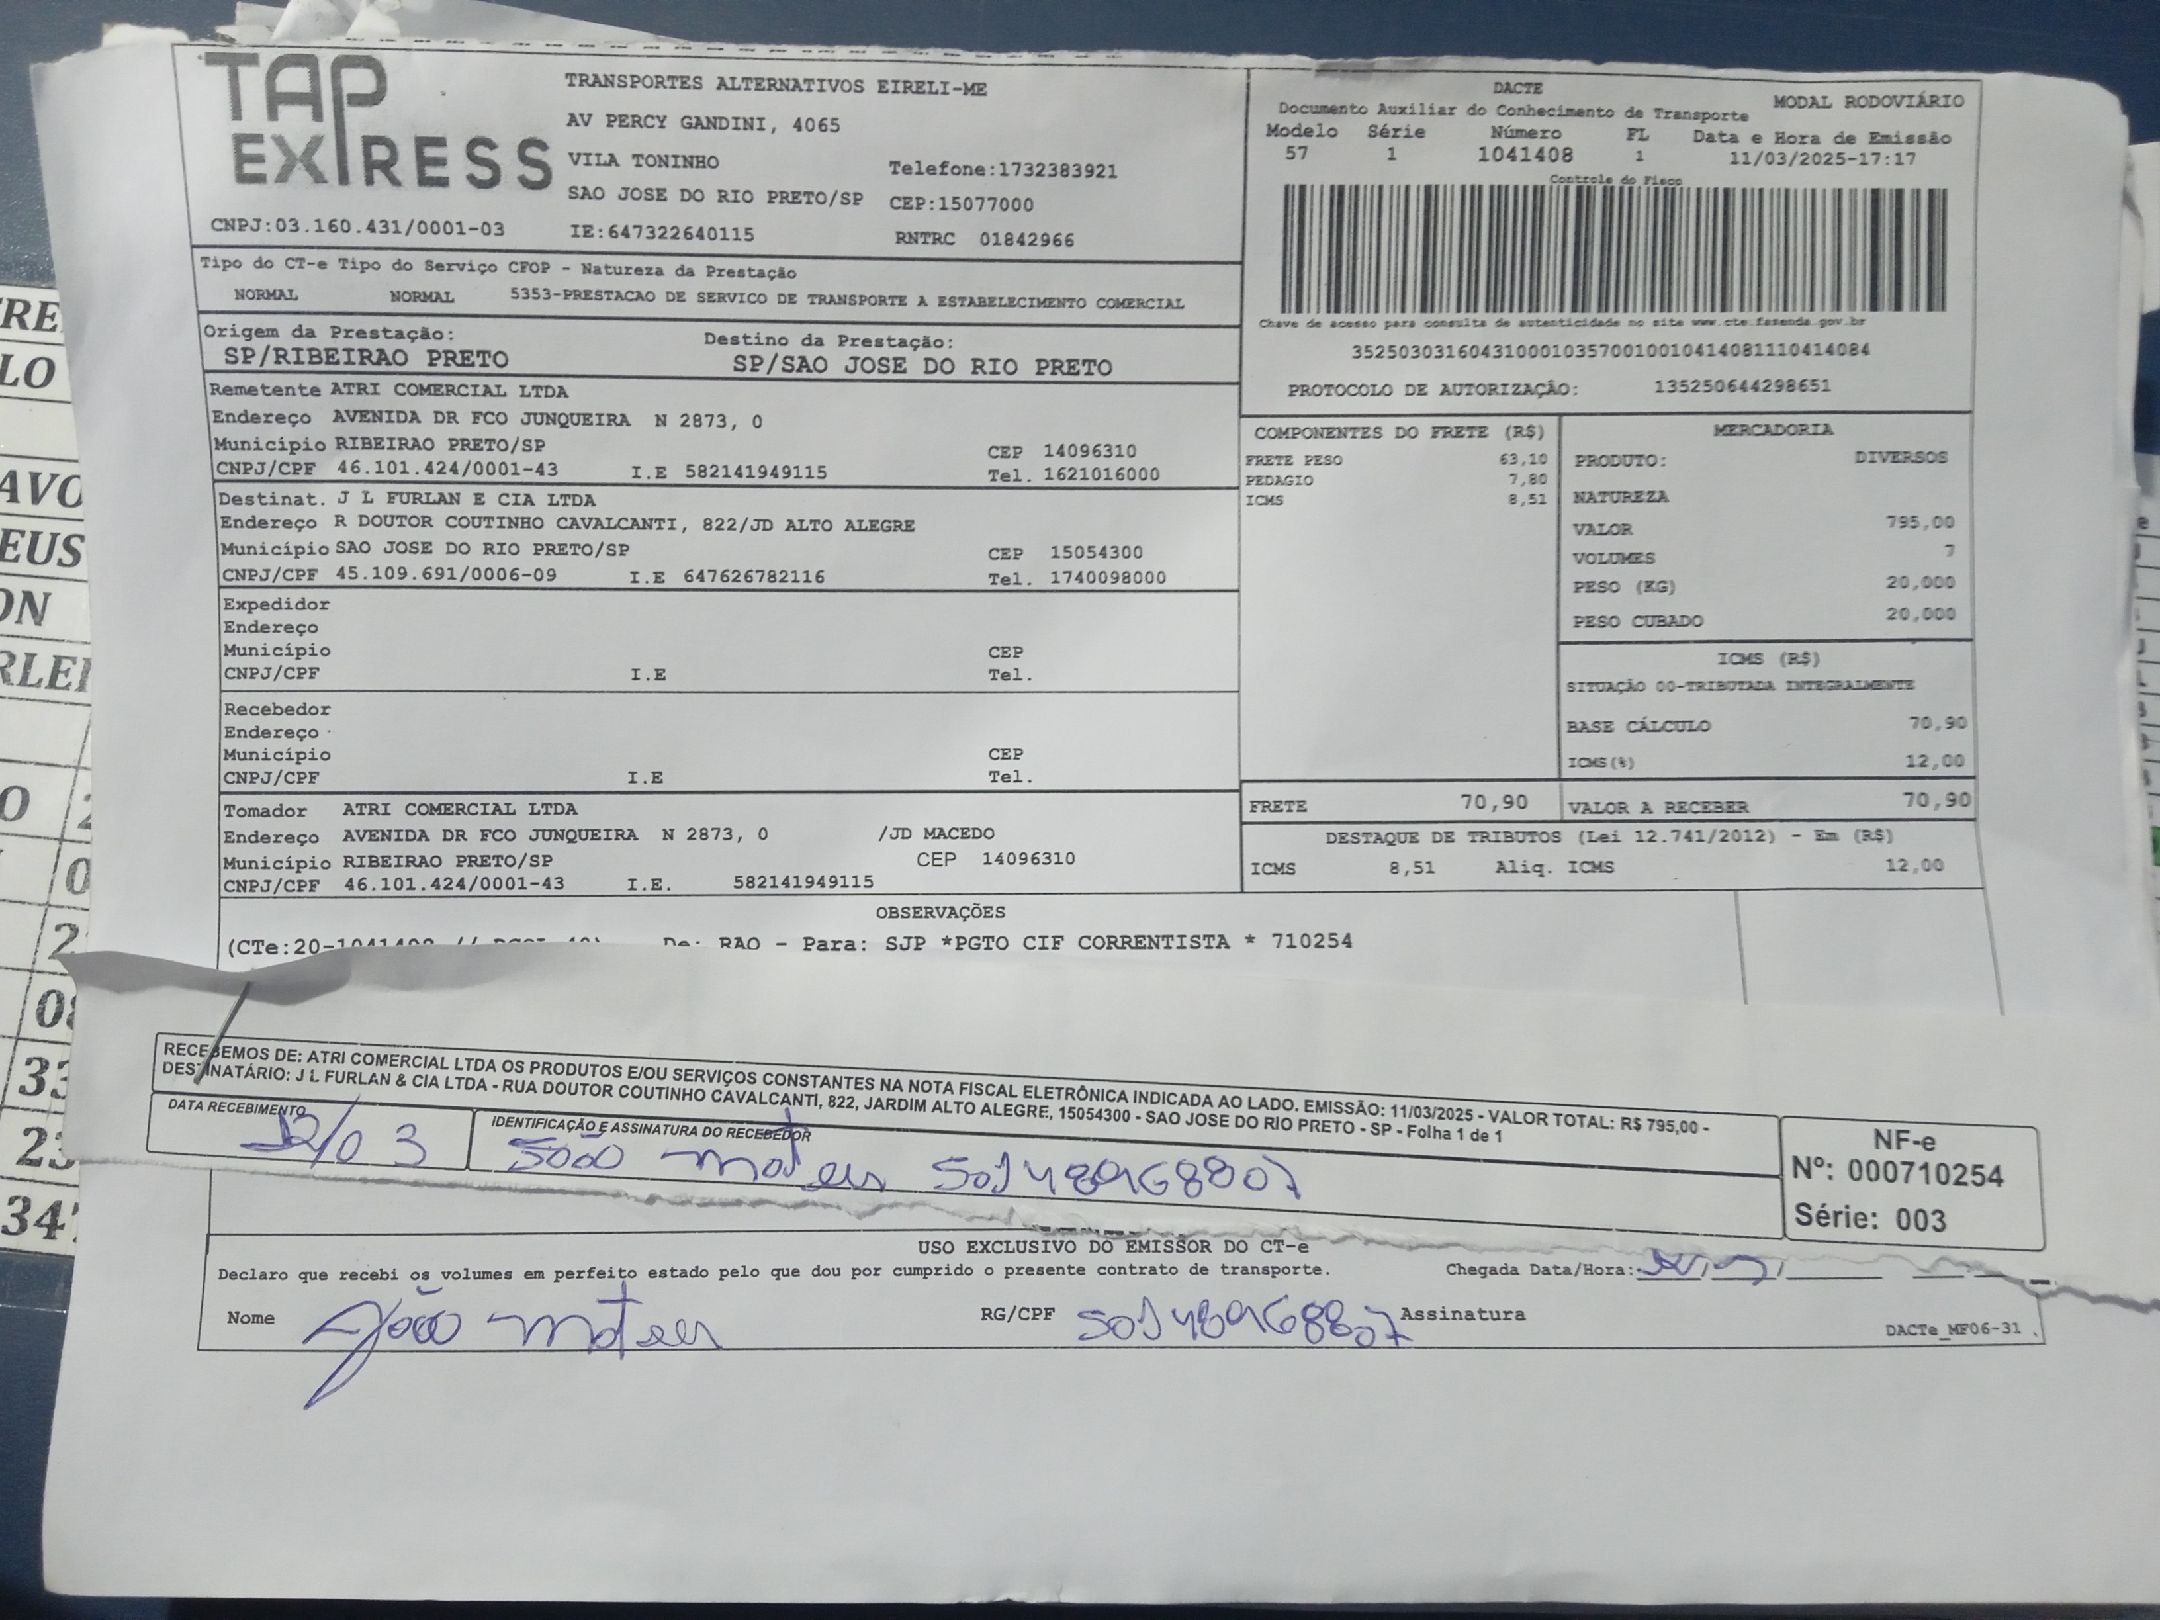 TAP EXPRESS
TRANSPORTES ALTERNATIVOS EIRELI-ME
AV PERCY GANDINI, 4065
VILA TONINHO Telefone:1732383921
SAO JOSE DO RIO PRETO/SP CEP:15077000
CNPJ:03.160.431/0001-03 IE:647322640115 RNTRC 01842966
DACTE MODAL RODOVIÁRIO
Documento Auxiliar do Conhecimento de Transporte
Modelo Série Número FL Data e Hora de Emissão
57 1 1041408 1 11/03/2025-17:17
Controle do Fisco
Chave de acesso para consulta de autenticidade no site www.cte.fazenda.gov.br
35250303160431000103570010010414081110414084
PROTOCOLO DE AUTORIZAÇÃO: 135250644298651
Tipo do CT-e Tipo do Serviço CFOP - Natureza da Prestação
NORMAL NORMAL 5353-PRESTACAO DE SERVICO DE TRANSPORTE A ESTABELECIMENTO COMERCIAL
Origem da Prestação: Destino da Prestação:
SP/RIBEIRAO PRETO SP/SAO JOSE DO RIO PRETO
Remetente ATRI COMERCIAL LTDA
Endereço AVENIDA DR FCO JUNQUEIRA N 2873, 0
Município RIBEIRAO PRETO/SP CEP 14096310
CNPJ/CPF 46.101.424/0001-43 I.E 582141949115 Tel. 1621016000
Destinat. J L FURLAN E CIA LTDA
Endereço R DOUTOR COUTINHO CAVALCANTI, 822/JD ALTO ALEGRE
Município SAO JOSE DO RIO PRETO/SP CEP 15054300
CNPJ/CPF 45.109.691/0006-09 I.E 647626782116 Tel. 1740098000
Expedidor
Endereço
Município CEP
CNPJ/CPF I.E Tel.
Recebedor
Endereço
Município CEP
CNPJ/CPF I.E Tel.
Tomador ATRI COMERCIAL LTDA
Endereço AVENIDA DR FCO JUNQUEIRA N 2873, 0 /JD MACEDO
Município RIBEIRAO PRETO/SP CEP 14096310
CNPJ/CPF 46.101.424/0001-43 I.E. 582141949115
COMPONENTES DO FRETE (R$)
FRETE PESO 63,10
PEDAGIO 7,80
ICMS 8,51
MERCADORIA
PRODUTO: DIVERSOS
NATUREZA
VALOR 795,00
VOLUMES 7
PESO (KG) 20,000
PESO CUBADO 20,000
ICMS (R$)
SITUAÇÃO 00-TRIBUTADA INTEGRALMENTE
BASE CÁLCULO 70,90
ICMS(%) 12,00
FRETE 70,90 VALOR A RECEBER 70,90
DESTAQUE DE TRIBUTOS (Lei 12.741/2012) - Em (R$)
ICMS 8,51 Aliq. ICMS 12,00
OBSERVAÇÕES
(CTe:20-1041408 // De: RAO - Para: SJP *PGTO CIF CORRENTISTA * 710254
RECEBEMOS DE: ATRI COMERCIAL LTDA OS PRODUTOS E/OU SERVIÇOS CONSTANTES NA NOTA FISCAL ELETRÔNICA INDICADA AO LADO. EMISSÃO: 11/03/2025 - VALOR TOTAL: R$ 795,00 -
DESTINATÁRIO: J L FURLAN & CIA LTDA - RUA DOUTOR COUTINHO CAVALCANTI, 822, JARDIM ALTO ALEGRE, 15054300 - SAO JOSE DO RIO PRETO - SP - Folha 1 de 1
DATA RECEBIMENTO IDENTIFICAÇÃO E ASSINATURA DO RECEBEDOR
12/03 João Mateus 50148968807
NF-e
Nº: 000710254
Série: 003
USO EXCLUSIVO DO EMISSOR DO CT-e
Declaro que recebi os volumes em perfeito estado pelo que dou por cumprido o presente contrato de transporte. Chegada Data/Hora:
Nome João Mateus RG/CPF 50148968807 Assinatura
DACTe_MF06-31